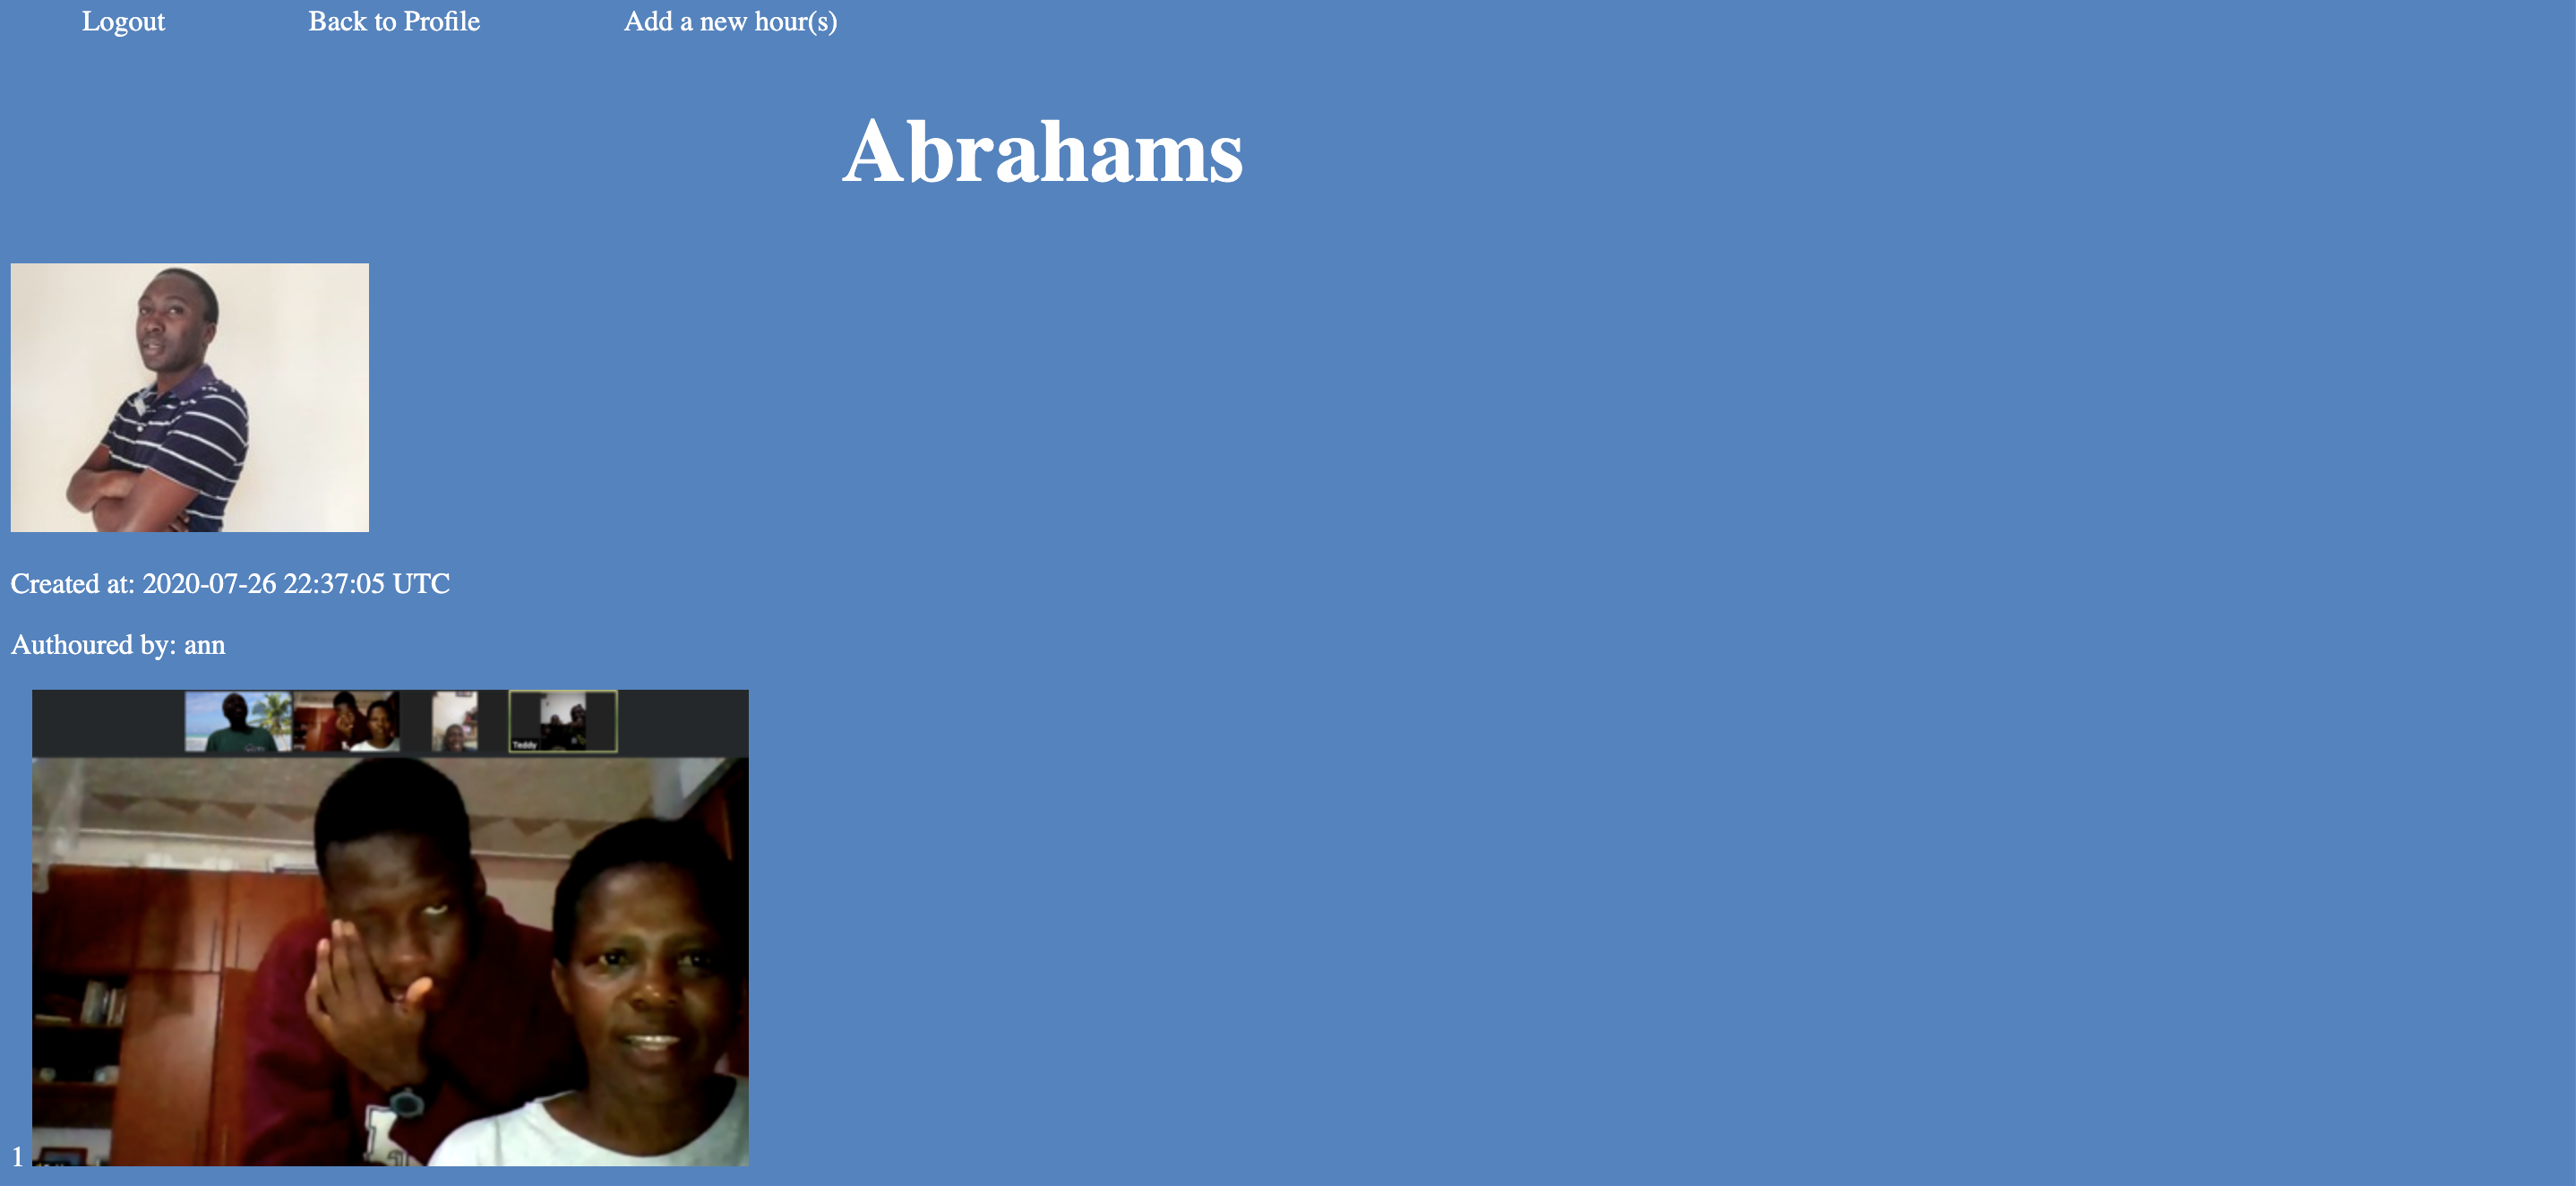 Logout Back to Profile Add a new hour(s)
Abrahams
Created at: 2020-07-26 22:37:05 UTC
Authoured by: ann
Teddy
1